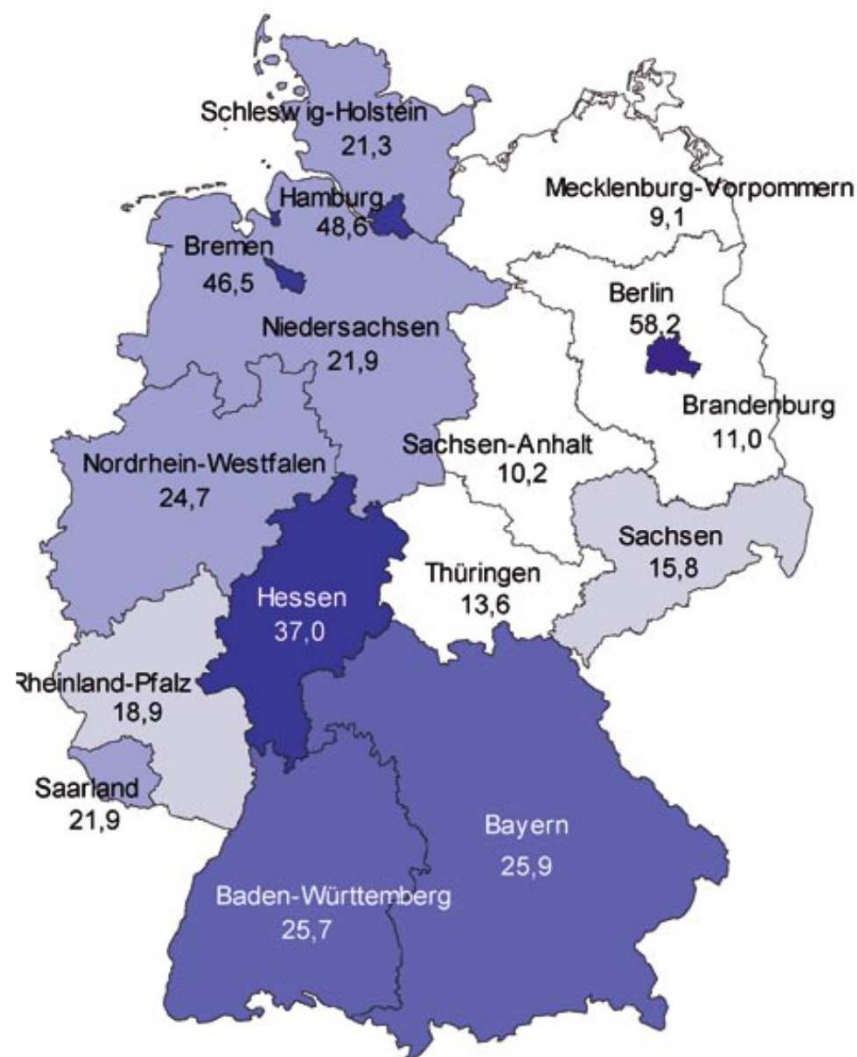 Schleswig-Holstein
21,3
Mecklenburg-Vorpommern
9,1
Hamburg
48,6
Bremen
46,5
Berlin
58,2
Niedersachsen
21,9
Brandenburg
11,0
Sachsen-Anhalt
10,2
Nordrhein-Westfalen
24,7
Sachsen
15,8
Thüringen
13,6
Hessen
37,0
Rheinland-Pfalz
18,9
Saarland
21,9
Bayern
25,9
Baden-Württemberg
25,7